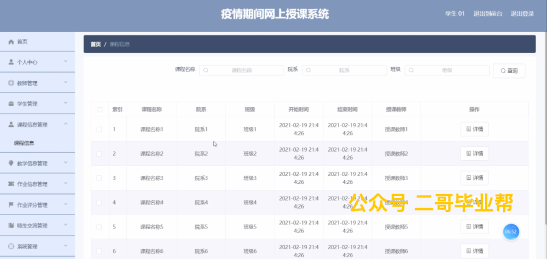 疫情期间网上授课系统
学生 01 退出到前台 退出登录
首页
首页 / 课程信息
个人中心
课程名称 课程名称 院系 院系 班级 班级 查询
教师管理
学生管理
索引 课程名称 院系 班级 开始时间 结束时间 授课教师 操作
课程信息管理
1 课程名称1 院系1 班级1 2021-02-19 21:44:26 2021-02-19 21:44:26 授课教师1 详情
课程信息
2 课程名称2 院系2 班级2 2021-02-19 21:44:26 2021-02-19 21:44:26 授课教师2 详情
教学信息管理
3 课程名称3 院系3 班级3 2021-02-19 21:44:26 2021-02-19 21:44:26 授课教师3 详情
作业信息管理
4 课程名称4 院系4 班级4 2021-02-19 21:44:26 2021-02-19 21:44:26 授课教师4 详情
公众号 二哥毕业帮
作业评分管理
5 课程名称5 院系5 班级5 2021-02-19 21:44:26 2021-02-19 21:44:26 授课教师5 详情
师生交流管理
系统管理
6 课程名称6 院系6 班级6 2021-02-19 21:44:26 2021-02-19 21:44:26 授课教师6 详情